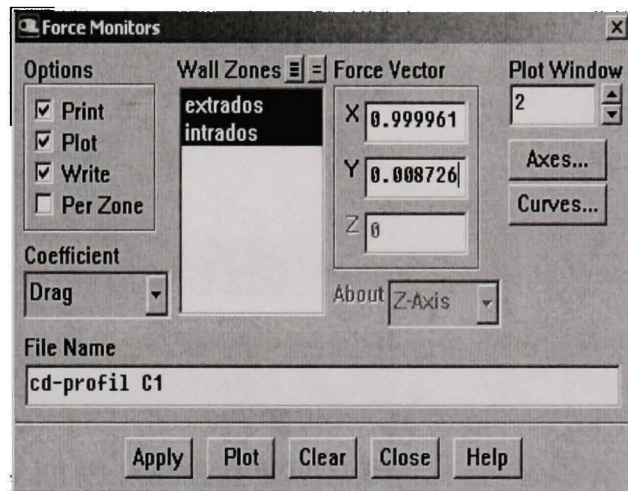 Force Monitors
Options
Print
Plot
Write
Per Zone
Coefficient
Drag
Wall Zones
extrados
intrados
Force Vector
X 0.999961
Y 0.008726
Z 0
About Z-Axis
Plot Window
2
Axes...
Curves...
File Name
cd-profil C1
Apply Plot Clear Close Help